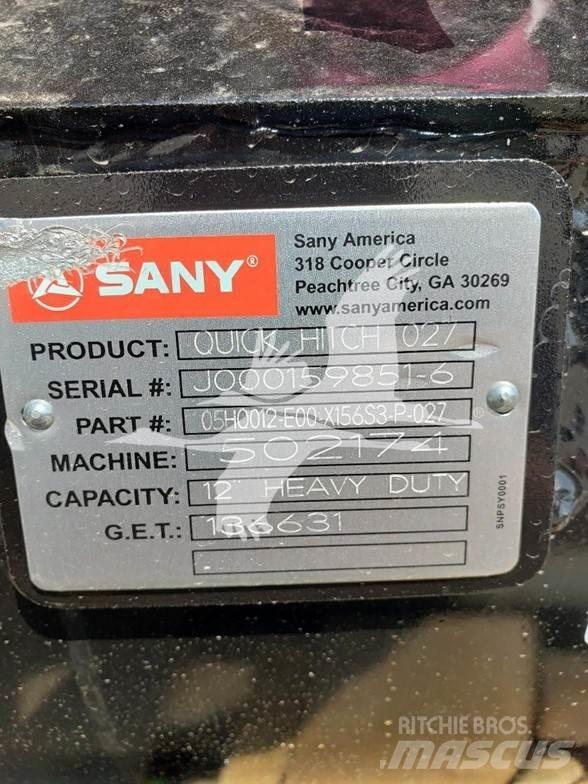 SANY®
Sany America
318 Cooper Circle
Peachtree City, GA 30269
www.sanyamerica.com
PRODUCT: QUICK HITCH 027
SERIAL #: J000159851-6
PART #: 05H0012-E00-X156S3-P-027
MACHINE: 502174
CAPACITY: 12" HEAVY DUTY
G.E.T.: 136631
SNPSY0001
RITCHIE BROS.
MASCUS